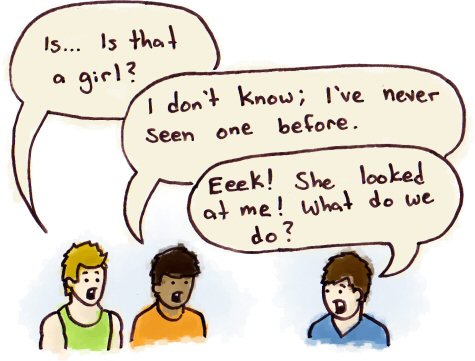 Is... Is that
a girl?
I don't know; I've never
seen one before.
Eeek! She looked
at me! What do we
do?